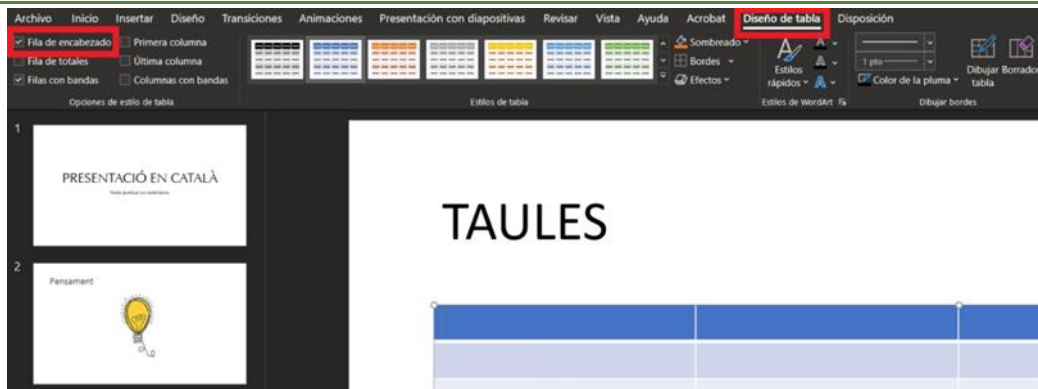 Archivo Inicio Insertar Diseño Transiciones Animaciones Presentación con diapositivas Revisar Vista Ayuda Acrobat Diseño de tabla Disposición
Fila de encabezado Primera columna
Fila de totales Última columna
Filas con bandas Columnas con bandas
Opciones de estilo de tabla
Estilos de tabla
Sombreado
Bordes
Efectos
Estilos rápidos
Estilos de WordArt
1 pto
Color de la pluma
Dibujar tabla
Borrador
Dibujar bordes
1
PRESENTACIÓ EN CATALÀ
2
Pensament
TAULES